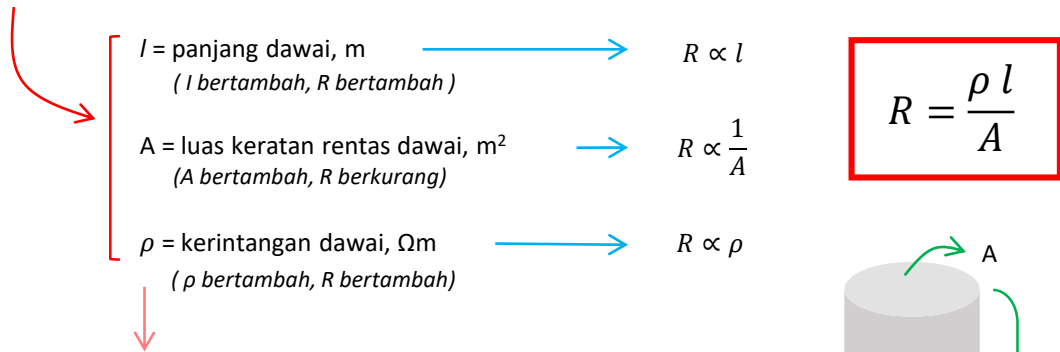 l = panjang dawai, m
R ∝ l
( l bertambah, R bertambah )
R = ρ l / A
A = luas keratan rentas dawai, m²
R ∝ 1/A
(A bertambah, R berkurang)
ρ = kerintangan dawai, Ωm
R ∝ ρ
( ρ bertambah, R bertambah)
A